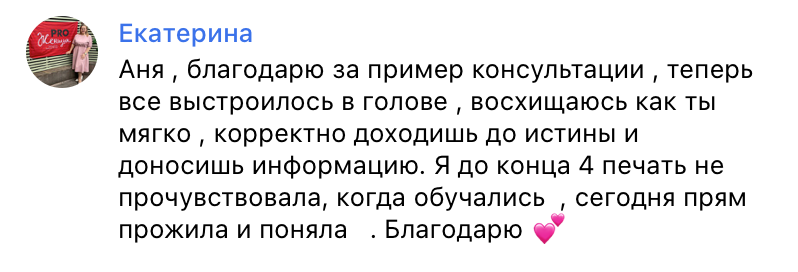 PRO
Женщин
Екатерина
Аня , благодарю за пример консультации , теперь
все выстроилось в голове , восхищаюсь как ты
мягко , корректно доходишь до истины и
доносишь информацию. Я до конца 4 печать не
прочувствовала, когда обучались , сегодня прям
прожила и поняла . Благодарю 💕